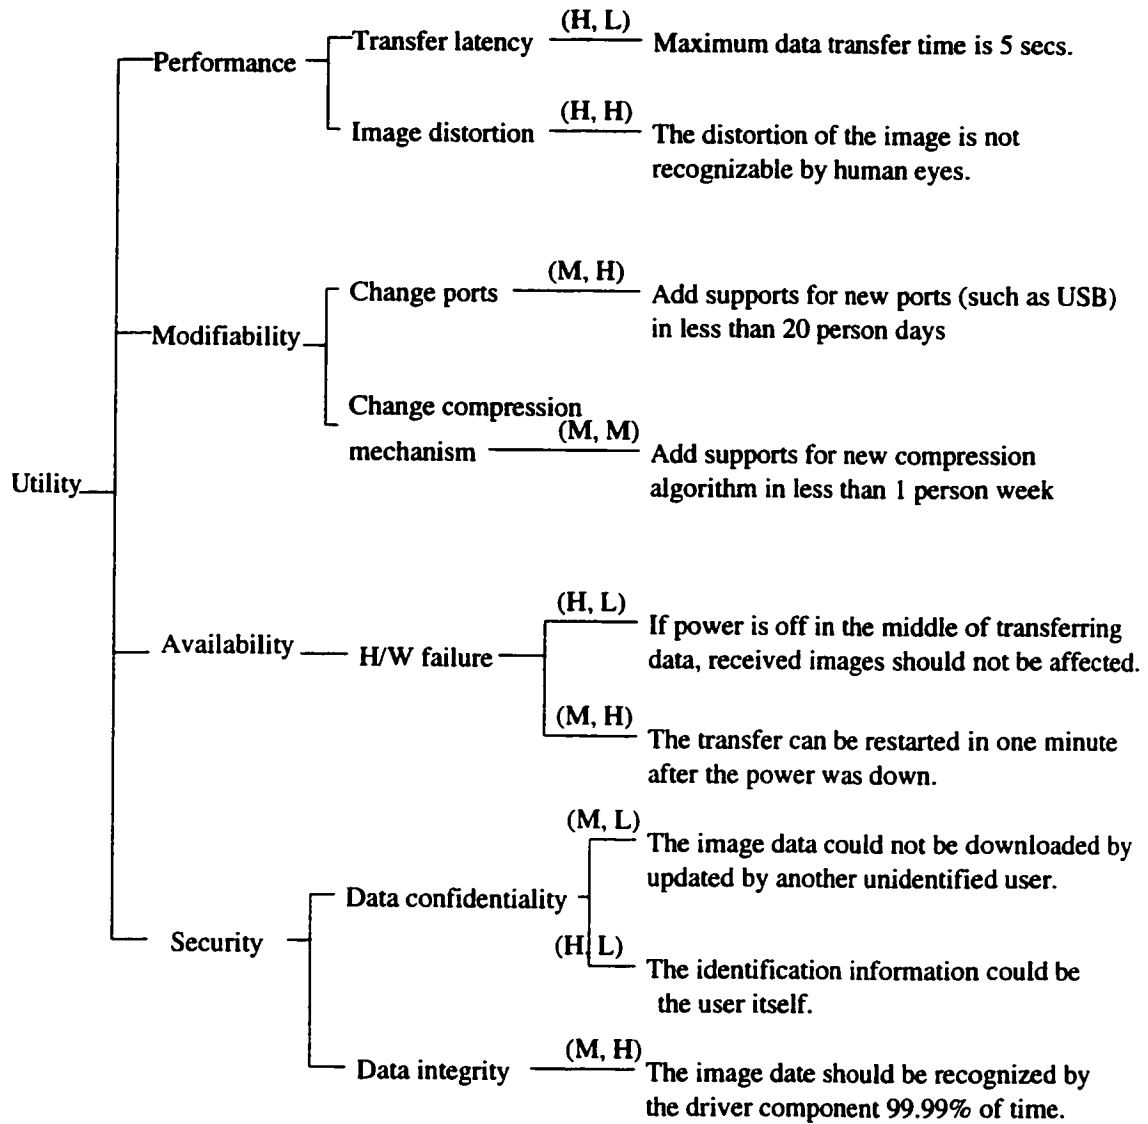 (H, L)
Transfer latency
Maximum data transfer time is 5 secs.
Performance
(H, H)
Image distortion
The distortion of the image is not
recognizable by human eyes.
(M, H)
Change ports
Add supports for new ports (such as USB)
in less than 20 person days
Modifiability
Change compression
(M, M)
mechanism
Add supports for new compression
algorithm in less than 1 person week
Utility
(H, L)
If power is off in the middle of transferring
data, received images should not be affected.
Availability
H/W failure
(M, H)
The transfer can be restarted in one minute
after the power was down.
(M, L)
The image data could not be downloaded by
updated by another unidentified user.
Data confidentiality
Security
(H, L)
The identification information could be
the user itself.
(M, H)
Data integrity
The image date should be recognized by
the driver component 99.99% of time.